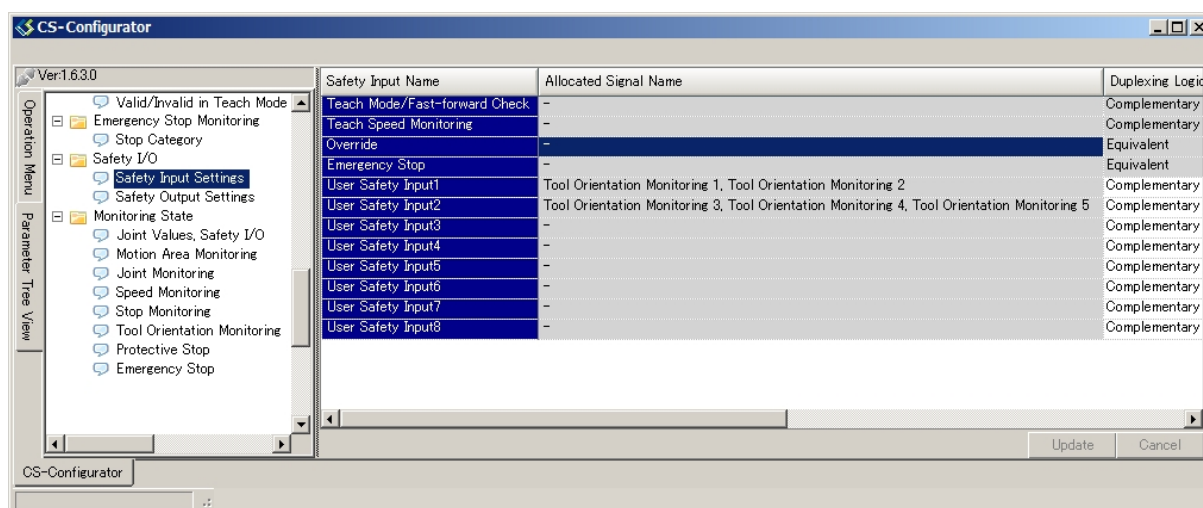 CS-Configurator
Ver:1.6.3.0
Operation Menu
Parameter Tree View
Valid/Invalid in Teach Mode
Emergency Stop Monitoring
Stop Category
Safety I/O
Safety Input Settings
Safety Output Settings
Monitoring State
Joint Values, Safety I/O
Motion Area Monitoring
Joint Monitoring
Speed Monitoring
Stop Monitoring
Tool Orientation Monitoring
Protective Stop
Emergency Stop
Safety Input Name Allocated Signal Name Duplexing Logic
Teach Mode/Fast-forward Check - Complementary
Teach Speed Monitoring - Complementary
Override - Equivalent
Emergency Stop - Equivalent
User Safety Input1 Tool Orientation Monitoring 1, Tool Orientation Monitoring 2 Complementary
User Safety Input2 Tool Orientation Monitoring 3, Tool Orientation Monitoring 4, Tool Orientation Monitoring 5 Complementary
User Safety Input3 - Complementary
User Safety Input4 - Complementary
User Safety Input5 - Complementary
User Safety Input6 - Complementary
User Safety Input7 - Complementary
User Safety Input8 - Complementary
Update Cancel
CS-Configurator